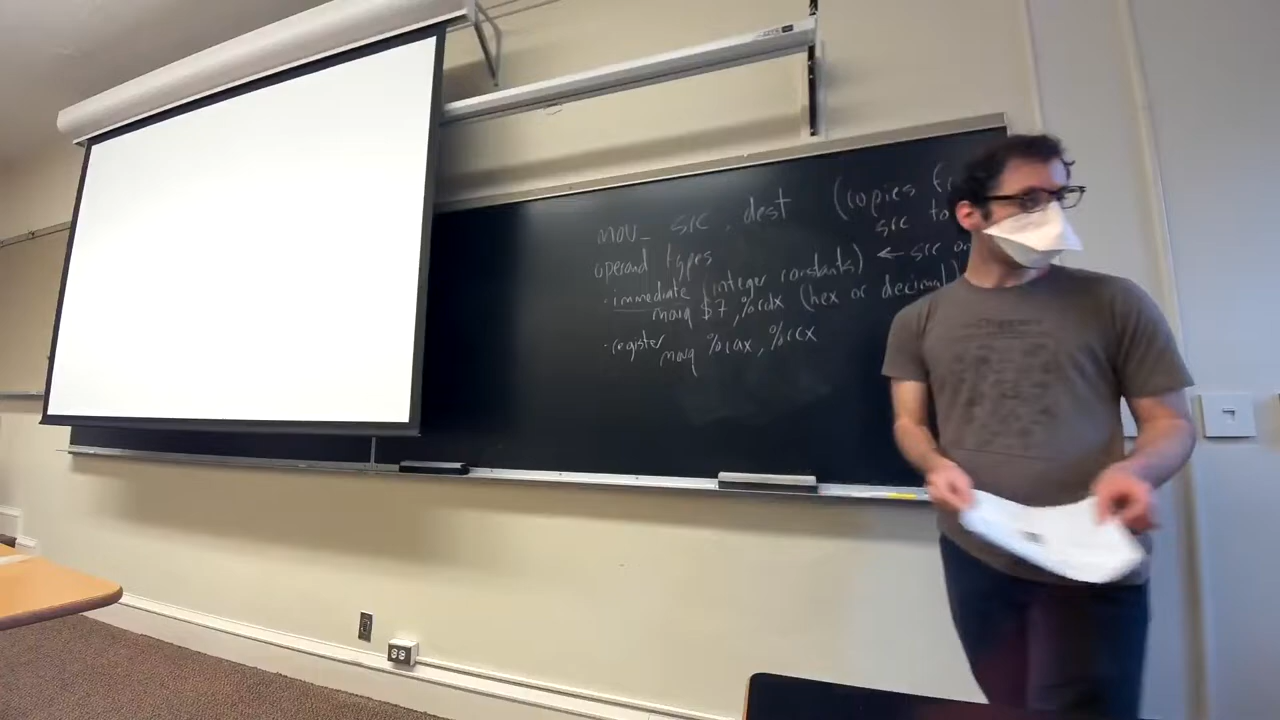 mov_ src, dest (copies
src to
operand types
· immediate (integer constants) ← src
movq $7, %rdx (hex or decimal)
· register
movq %rax, %rcx